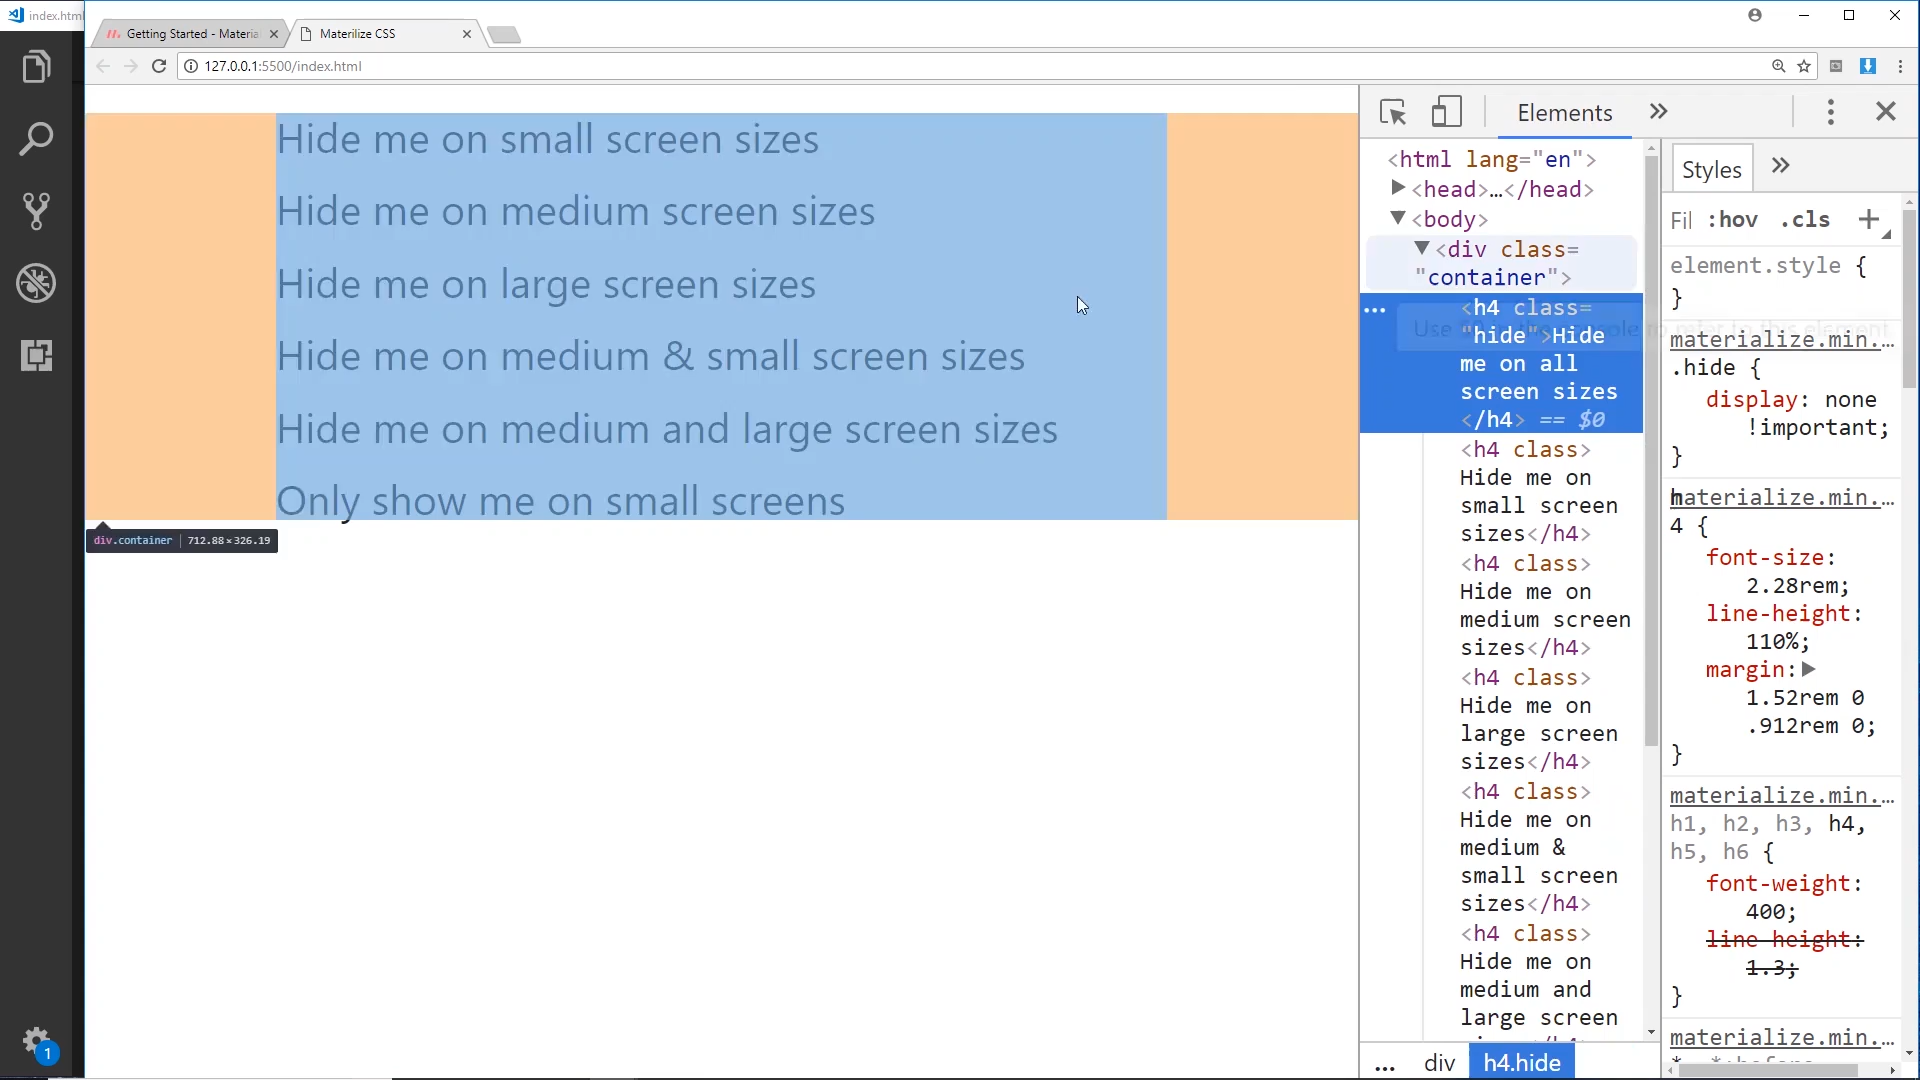 index.html
Getting Started - Materia
Materilize CSS
127.0.0.1:5500/index.html
Hide me on small screen sizes
Hide me on medium screen sizes
Hide me on large screen sizes
Hide me on medium & small screen sizes
Hide me on medium and large screen sizes
Only show me on small screens
div.container | 712.88×326.19
1
Elements
<html lang="en">
<head>…</head>
<body>
<div class=
"container">
<h4 class=
"hide">Hide
me on all
screen sizes
</h4> == $0
<h4 class>
Hide me on
small screen
sizes</h4>
<h4 class>
Hide me on
medium screen
sizes</h4>
<h4 class>
Hide me on
large screen
sizes</h4>
<h4 class>
Hide me on
medium &
small screen
sizes</h4>
<h4 class>
Hide me on
medium and
large screen
... div h4.hide
Styles
Fil :hov .cls +
element.style {
}
materialize.min.…
.hide {
display: none
!important;
}
materialize.min.…
h4 {
font-size:
2.28rem;
line-height:
110%;
margin:
1.52rem 0
.912rem 0;
}
materialize.min.…
h1, h2, h3, h4,
h5, h6 {
font-weight:
400;
line-height:
1.3;
}
materialize.min.…